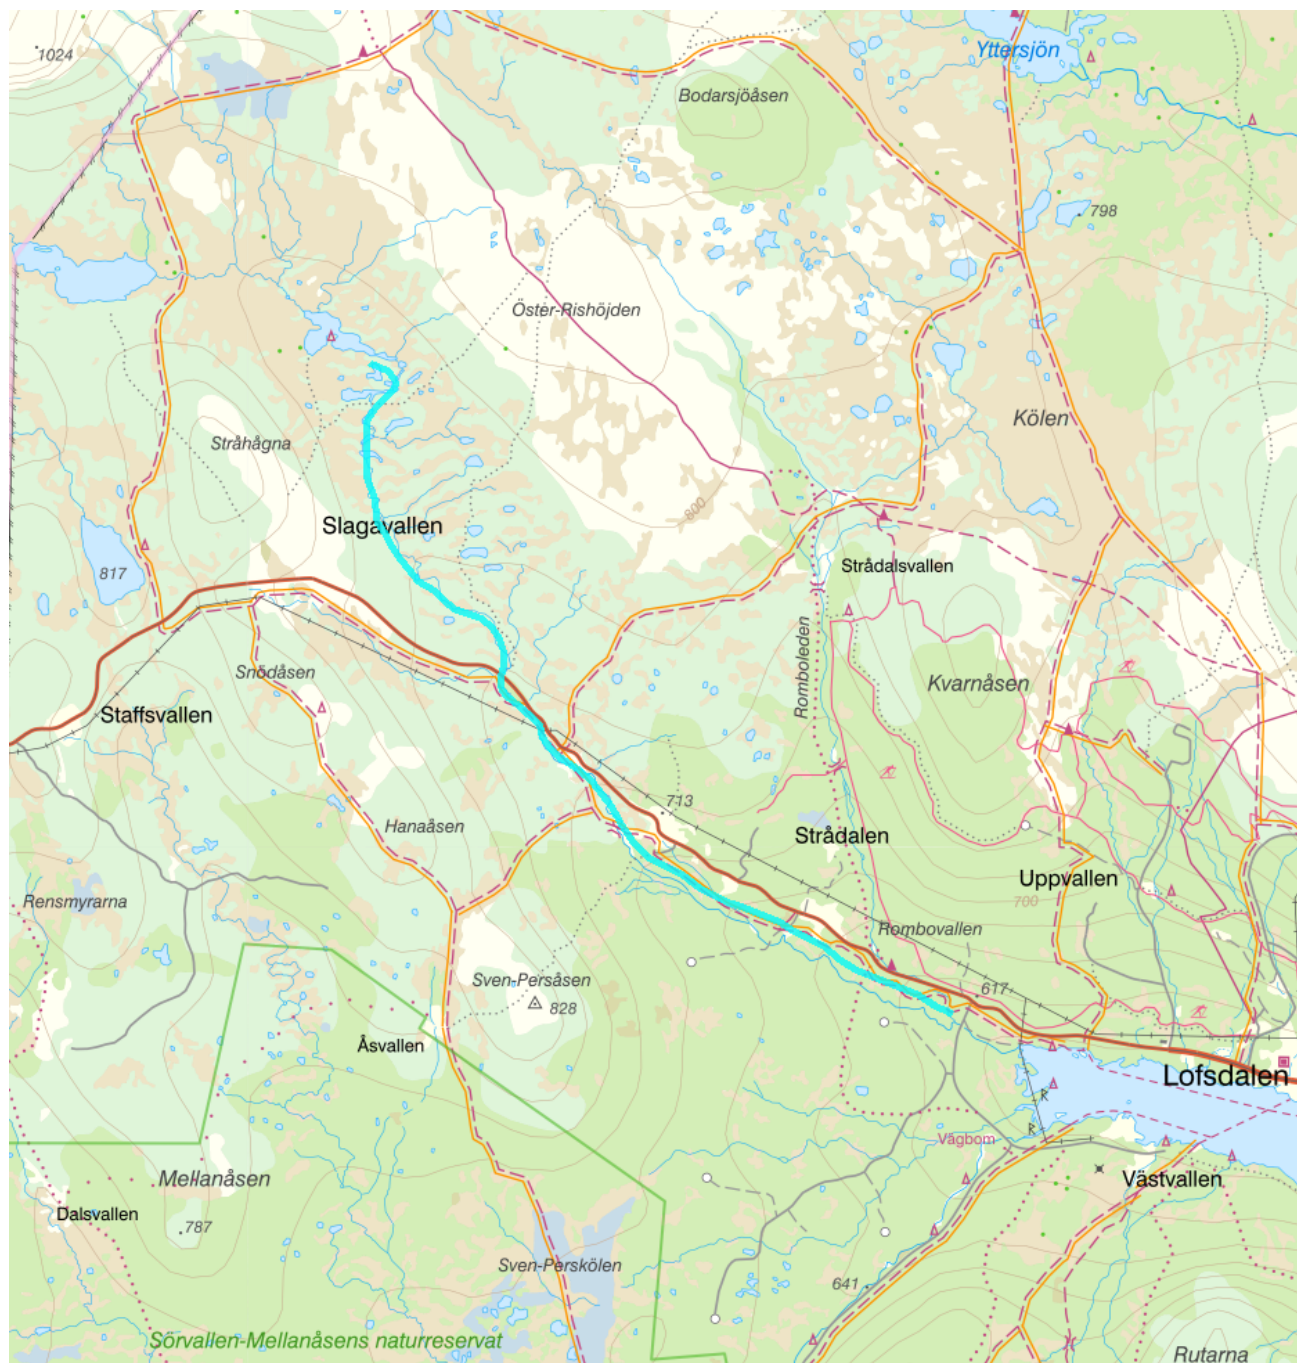 1024
Yttersjön
Bodarsjöåsen
798
Öster-Rishöjden
Kölen
Stråhågna
800
Slagavallen
817
Strådalsvallen
Snödåsen
Romboleden
Kvarnåsen
Staffsvallen
713
Hanaåsen
Strådalen
Uppvallen
Rensmyrarna
700
Rombovallen
Sven-Persåsen
617
828
Åsvallen
Lofsdalen
R
R
Vägbom
Mellanåsen
Västvallen
Dalsvallen
787
Sven-Perskölen
641
Sörvallen-Mellanåsens naturreservat
Rutarna